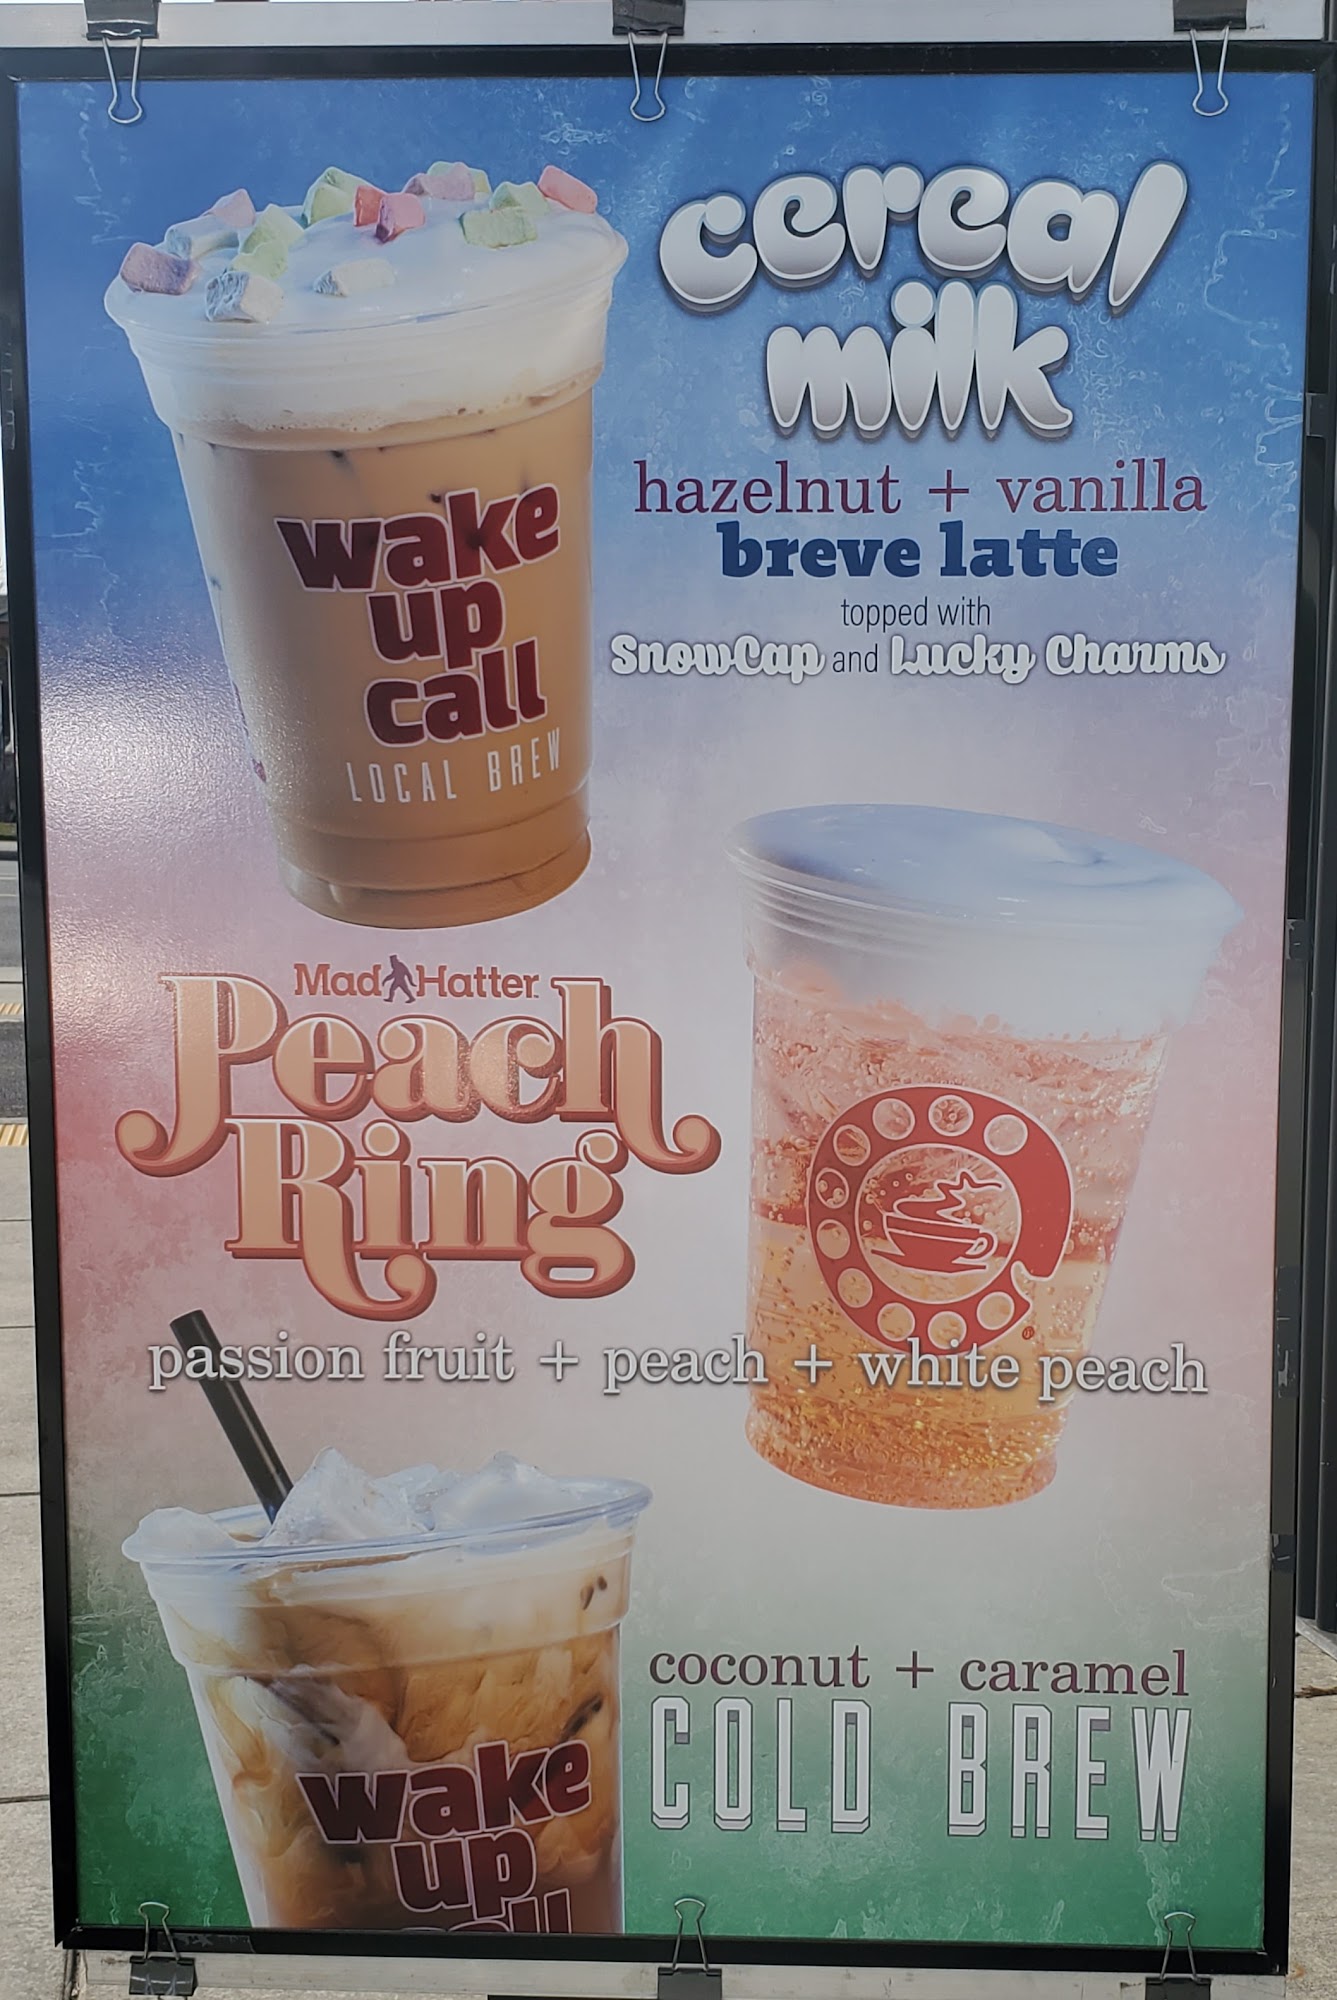 cereal
milk
hazelnut + vanilla
breve latte
topped with
SnowCap and Lucky Charms
wake
up
call
LOCAL BREW
Mad Hatter
Peach
Ring
passion fruit + peach + white peach
coconut + caramel
COLD BREW
wake
up
call